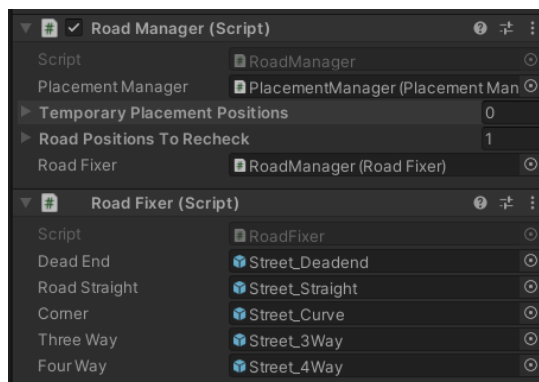 Road Manager (Script)
Script RoadManager
Placement Manager PlacementManager (Placement Man
Temporary Placement Positions 0
Road Positions To Recheck 1
Road Fixer RoadManager (Road Fixer)
Road Fixer (Script)
Script RoadFixer
Dead End Street_Deadend
Road Straight Street_Straight
Corner Street_Curve
Three Way Street_3Way
Four Way Street_4Way